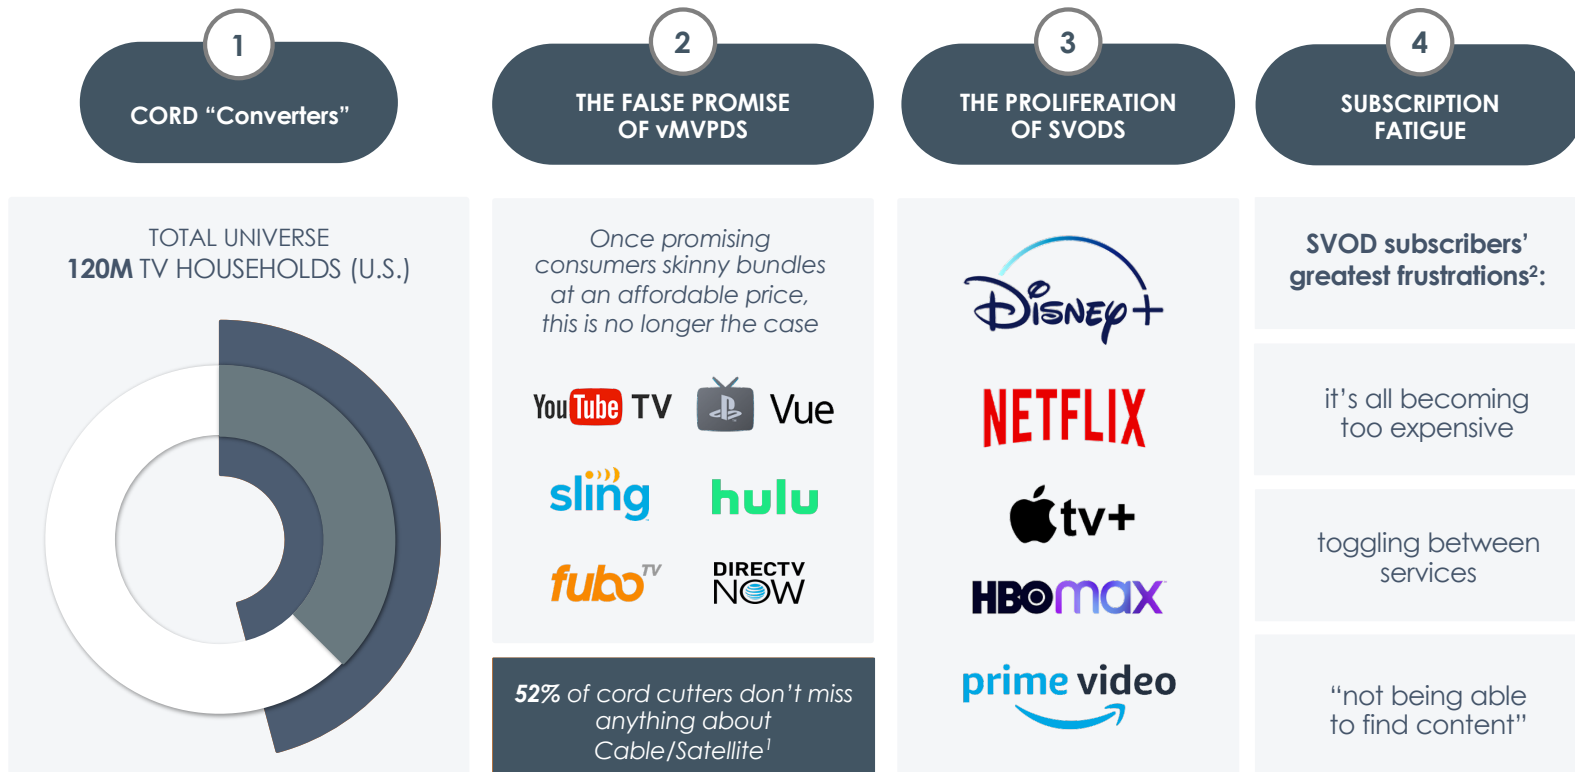 1
CORD “Converters”
TOTAL UNIVERSE
120M TV HOUSEHOLDS (U.S.)
2
THE FALSE PROMISE
OF vMVPDS
Once promising
consumers skinny bundles
at an affordable price,
this is no longer the case
YouTube TV
Vue
sling
hulu
fubo TV
DIRECTV
NOW
52% of cord cutters don’t miss
anything about
Cable/Satellite¹
3
THE PROLIFERATION
OF SVODS
Disney+
NETFLIX
tv+
HBOmax
prime video
4
SUBSCRIPTION
FATIGUE
SVOD subscribers’
greatest frustrations²:
it’s all becoming
too expensive
toggling between
services
“not being able
to find content”